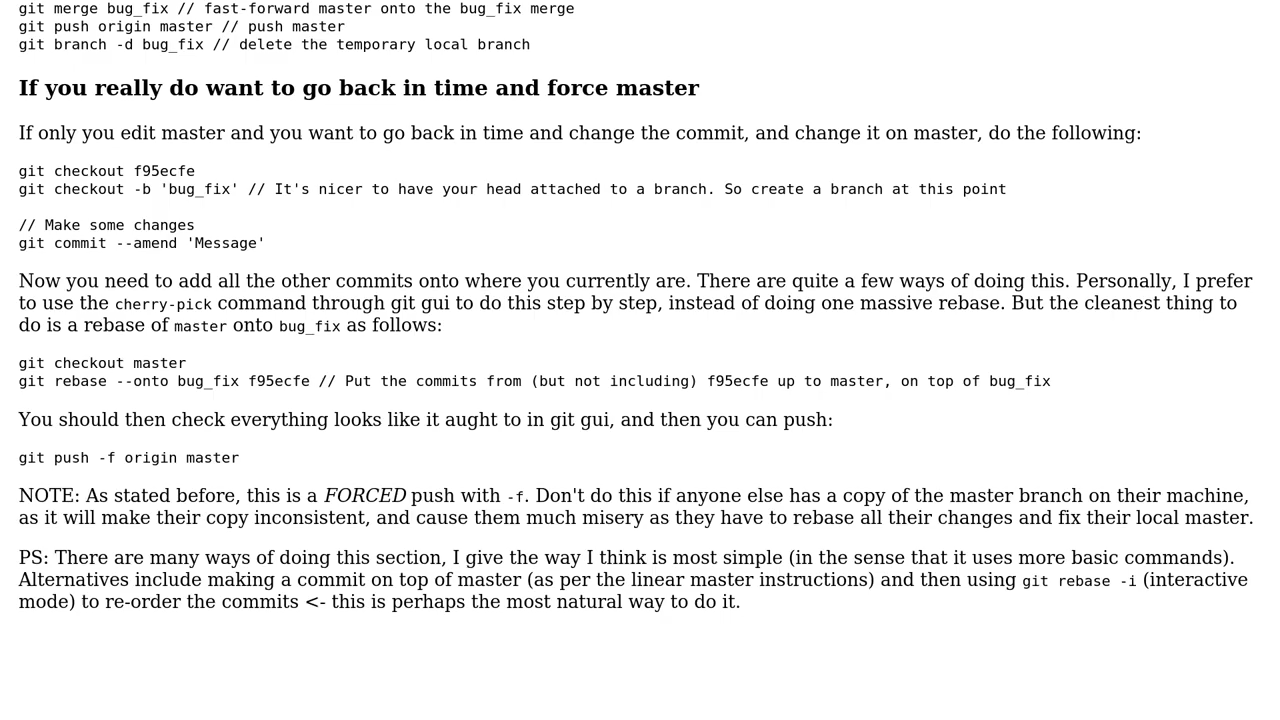 git merge bug_fix // fast-forward master onto the bug_fix merge
git push origin master // push master
git branch -d bug_fix // delete the temporary local branch
If you really do want to go back in time and force master
If only you edit master and you want to go back in time and change the commit, and change it on master, do the following:
git checkout f95ecfe
git checkout -b 'bug_fix' // It's nicer to have your head attached to a branch. So create a branch at this point
// Make some changes
git commit --amend 'Message'
Now you need to add all the other commits onto where you currently are. There are quite a few ways of doing this. Personally, I prefer
to use the cherry-pick command through git gui to do this step by step, instead of doing one massive rebase. But the cleanest thing to
do is a rebase of master onto bug_fix as follows:
git checkout master
git rebase --onto bug_fix f95ecfe // Put the commits from (but not including) f95ecfe up to master, on top of bug_fix
You should then check everything looks like it aught to in git gui, and then you can push:
git push -f origin master
NOTE: As stated before, this is a FORCED push with -f. Don't do this if anyone else has a copy of the master branch on their machine,
as it will make their copy inconsistent, and cause them much misery as they have to rebase all their changes and fix their local master.
PS: There are many ways of doing this section, I give the way I think is most simple (in the sense that it uses more basic commands).
Alternatives include making a commit on top of master (as per the linear master instructions) and then using git rebase -i (interactive
mode) to re-order the commits <- this is perhaps the most natural way to do it.